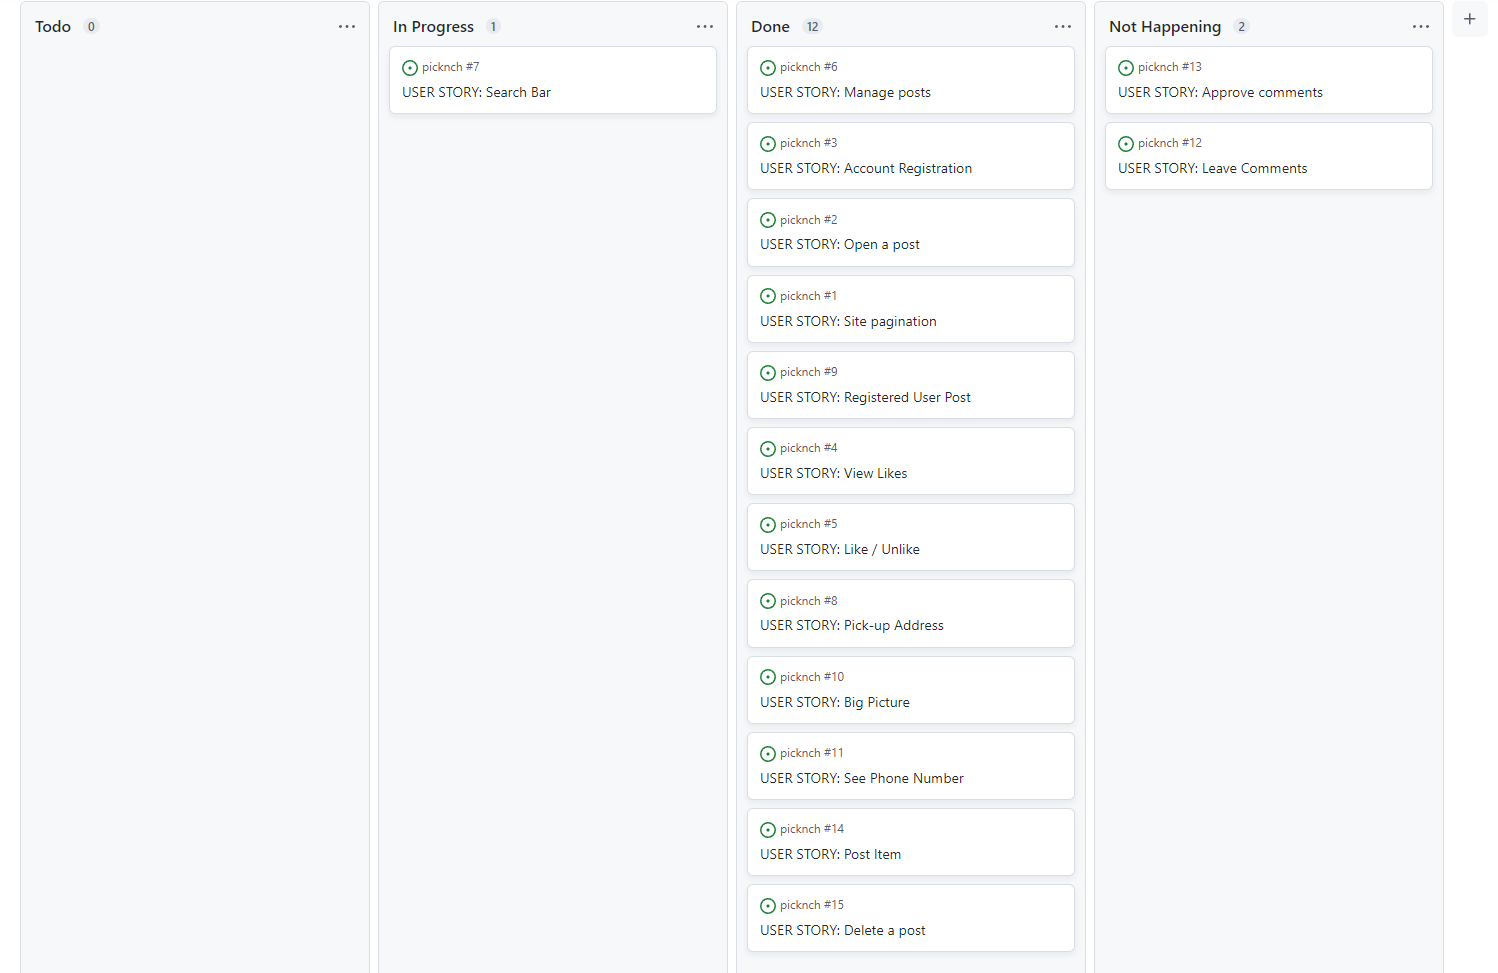 Todo 0
In Progress 1
picknch #7
USER STORY: Search Bar
Done 12
picknch #6
USER STORY: Manage posts
picknch #3
USER STORY: Account Registration
picknch #2
USER STORY: Open a post
picknch #1
USER STORY: Site pagination
picknch #9
USER STORY: Registered User Post
picknch #4
USER STORY: View Likes
picknch #5
USER STORY: Like / Unlike
picknch #8
USER STORY: Pick-up Address
picknch #10
USER STORY: Big Picture
picknch #11
USER STORY: See Phone Number
picknch #14
USER STORY: Post Item
picknch #15
USER STORY: Delete a post
Not Happening 2
picknch #13
USER STORY: Approve comments
picknch #12
USER STORY: Leave Comments